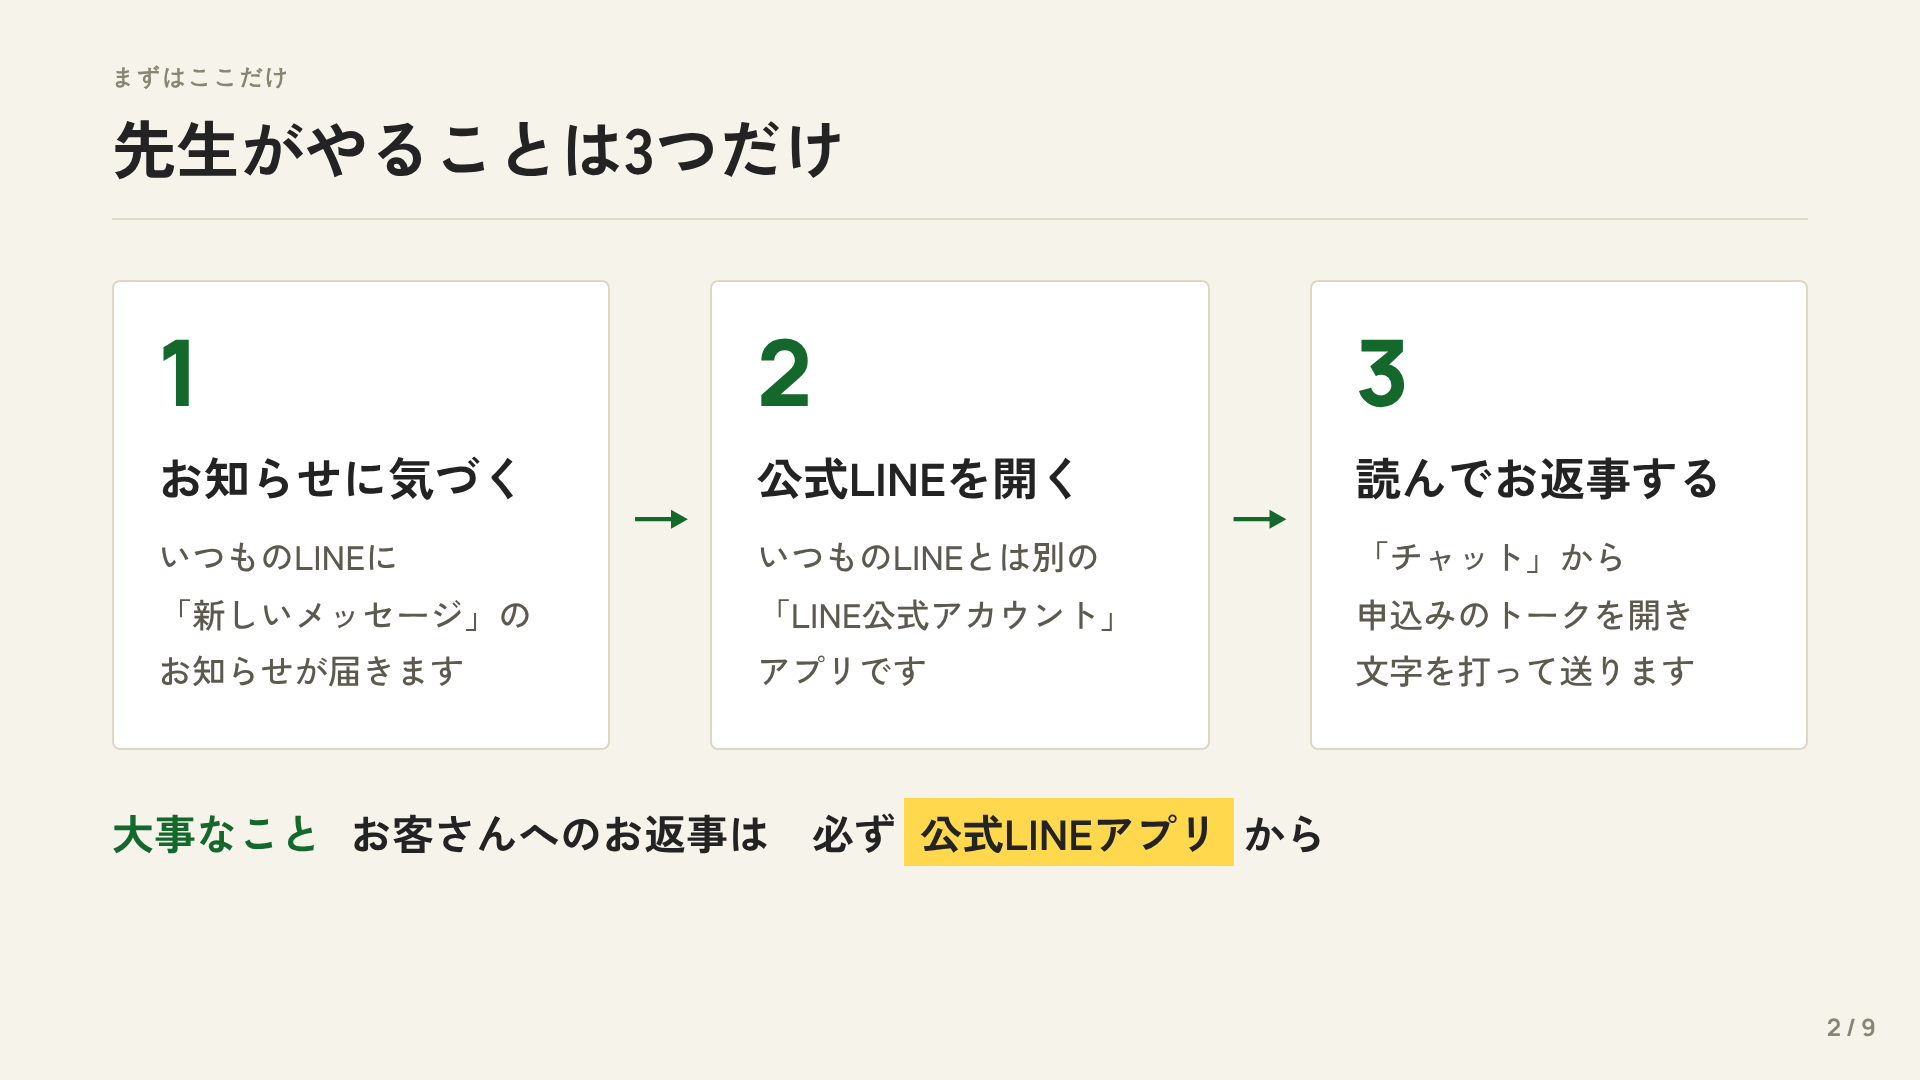 まずはここだけ
先生がやることは3つだけ
1
お知らせに気づく
いつものLINEに
「新しいメッセージ」の
お知らせが届きます
→
2
公式LINEを開く
いつものLINEとは別の
「LINE公式アカウント」
アプリです
→
3
読んでお返事する
「チャット」から
申込みのトークを開き
文字を打って送ります
大事なこと お客さんへのお返事は　必ず 公式LINEアプリ から
2 / 9